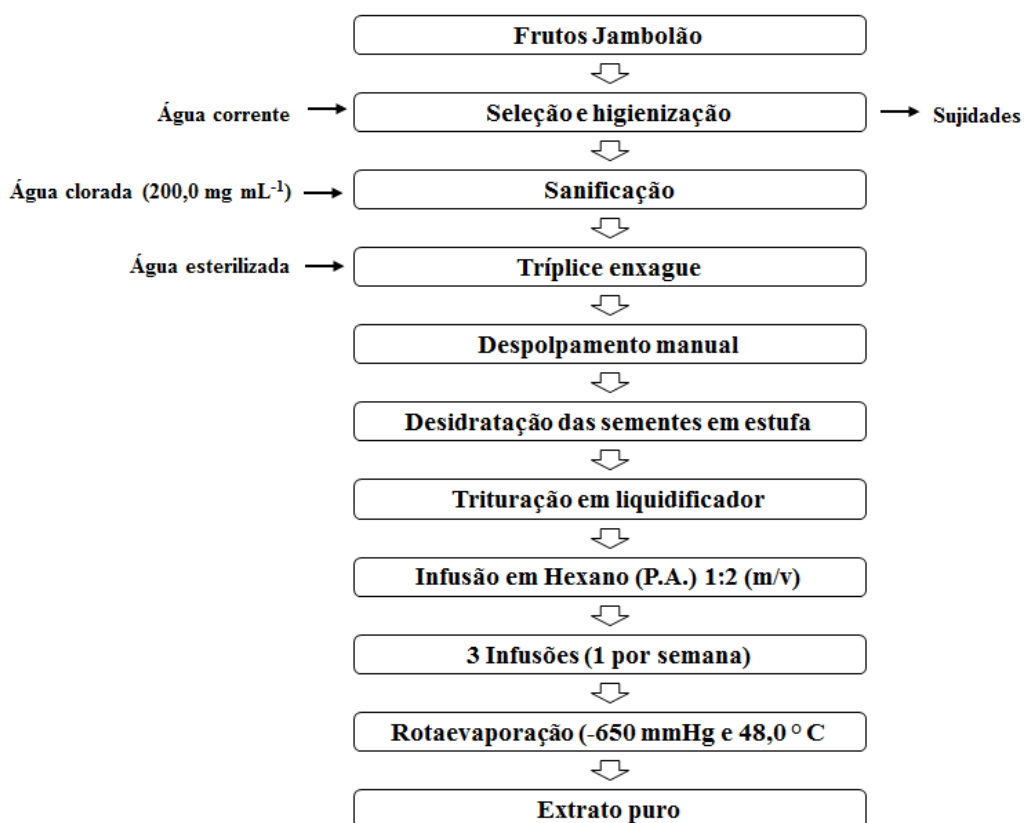 Frutos Jambolão
Água corrente
Seleção e higienização
Sujidades
Água clorada (200,0 mg mL⁻¹)
Sanificação
Água esterilizada
Tríplice enxague
Despolpamento manual
Desidratação das sementes em estufa
Trituração em liquidificador
Infusão em Hexano (P.A.) 1:2 (m/v)
3 Infusões (1 por semana)
Rotaevaporação (-650 mmHg e 48,0 ° C
Extrato puro